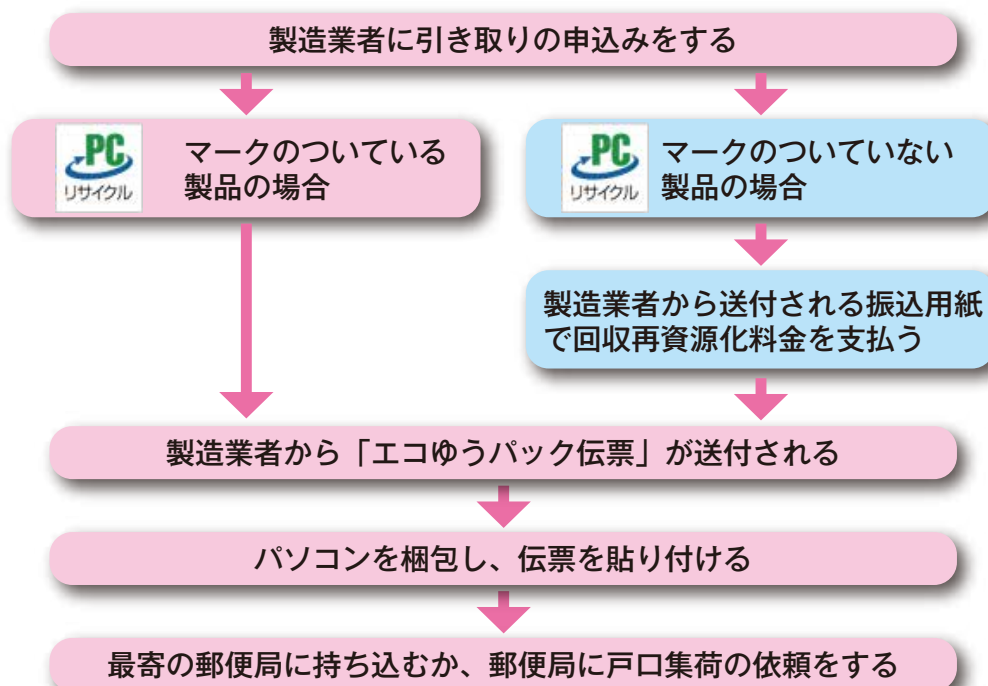 製造業者に引き取りの申込みをする
PC
リサイクル
マークのついている
製品の場合
PC
リサイクル
マークのついていない
製品の場合
製造業者から送付される振込用紙
で回収再資源化料金を支払う
製造業者から「エコゆうパック伝票」が送付される
パソコンを梱包し、伝票を貼り付ける
最寄の郵便局に持ち込むか、郵便局に戸口集荷の依頼をする